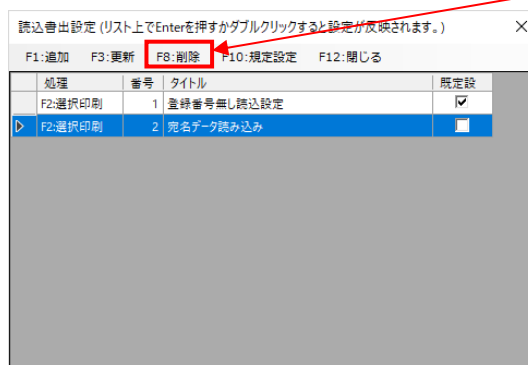 読込書出設定 (リスト上でEnterを押すかダブルクリックすると設定が反映されます。)
F1:追加 F3:更新 F8:削除 F10:規定設定 F12:閉じる
処理 番号 タイトル 既定設
F2:選択印刷 1 登録番号無し読込設定
F2:選択印刷 2 宛名データ読み込み